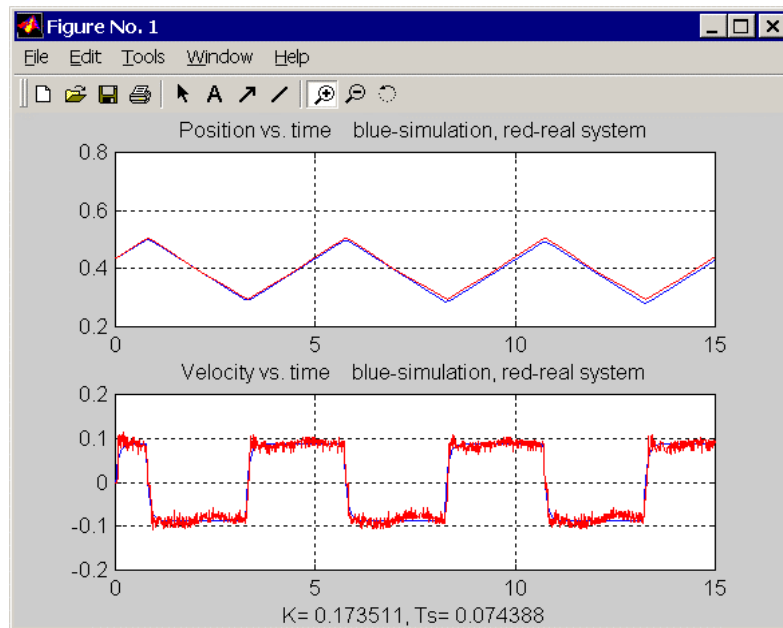 Figure No. 1
File Edit Tools Window Help
A
Position vs. time blue-simulation, red-real system
0.8
0.6
0.4
0.2
0 5 10 15
Velocity vs. time blue-simulation, red-real system
0.2
0.1
0
-0.1
-0.2
0 5 10 15
K= 0.173511, Ts= 0.074388